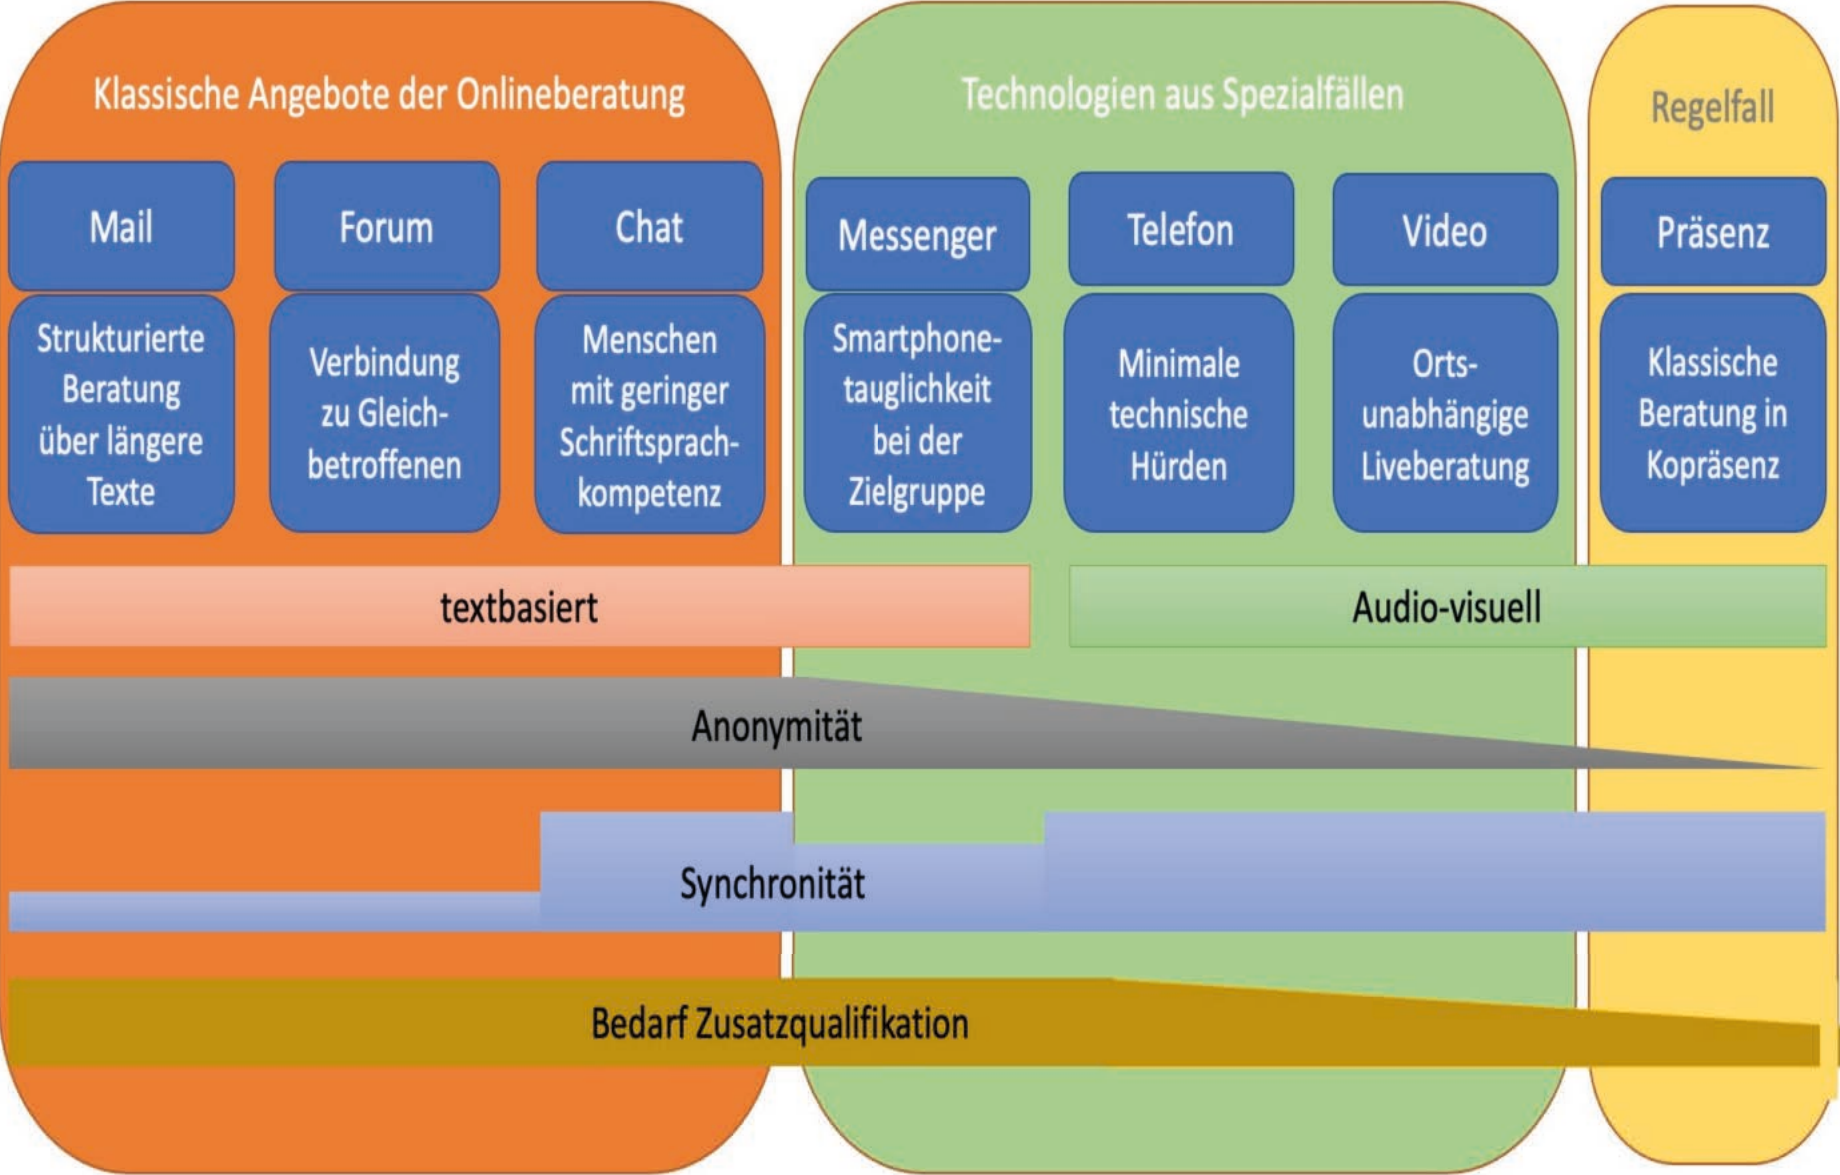 Klassische Angebote der Onlineberatung
Technologien aus Spezialfällen
Regelfall
Mail
Forum
Chat
Messenger
Telefon
Video
Präsenz
Strukturierte
Beratung
über längere
Texte
Verbindung
zu Gleich-
betroffenen
Menschen
mit geringer
Schriftsprach-
kompetenz
Smartphone-
tauglichkeit
bei der
Zielgruppe
Minimale
technische
Hürden
Orts-
unabhängige
Liveberatung
Klassische
Beratung in
Kopräsenz
textbasiert
Audio-visuell
Anonymität
Synchronität
Bedarf Zusatzqualifikation